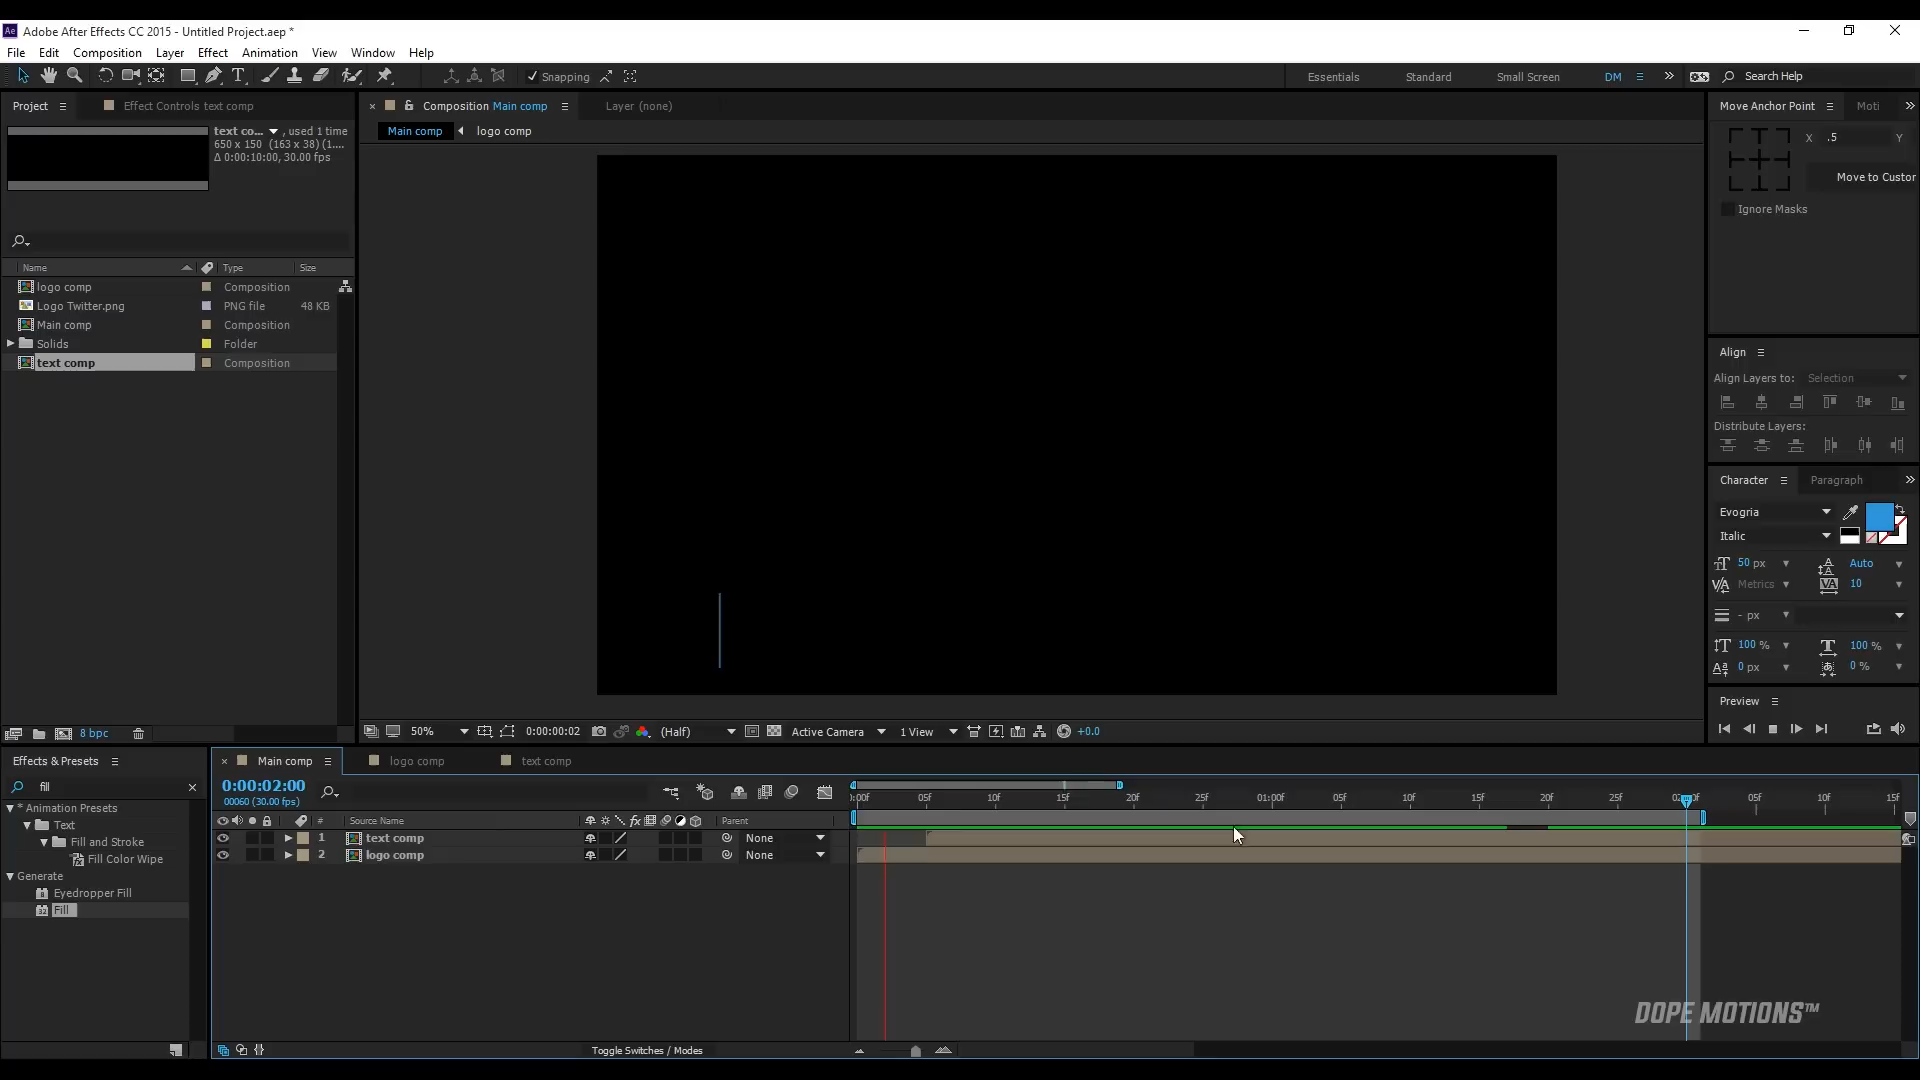 Adobe After Effects CC 2015 - Untitled Project.aep *
File Edit Composition Layer Effect Animation View Window Help
Snapping Essentials Standard Small Screen DM Search Help
Project Effect Controls text comp
Composition Main comp Layer (none)
Move Anchor Point Moti
text co... , used 1 time
650 x 150 (163 x 38) (1....
Δ 0:00:10:00, 30.00 fps
Main comp logo comp
X .5 Y
Move to Custor
Ignore Masks
Name Type Size
logo comp Composition
Logo Twitter.png PNG file 48 KB
Main comp Composition
Solids Folder
text comp Composition
Align
Align Layers to: Selection
Distribute Layers:
Character Paragraph
Evogria
Italic
50 px Auto
Metrics 10
- px
100 % 100 %
0 px 0 %
Preview
8 bpc
50% 0:00:00:02 (Half) Active Camera 1 View +0.0
Effects & Presets
fill
* Animation Presets
Text
Fill and Stroke
Fill Color Wipe
Generate
Eyedropper Fill
Fill
Main comp logo comp text comp
0:00:02:00
00060 (30.00 fps)
0:00f 05f 10f 15f 20f 25f 01:00f 05f 10f 15f 20f 25f 05f 10f 15f
# Source Name Parent
1 text comp None
2 logo comp None
Toggle Switches / Modes
DOPE MOTIONS™